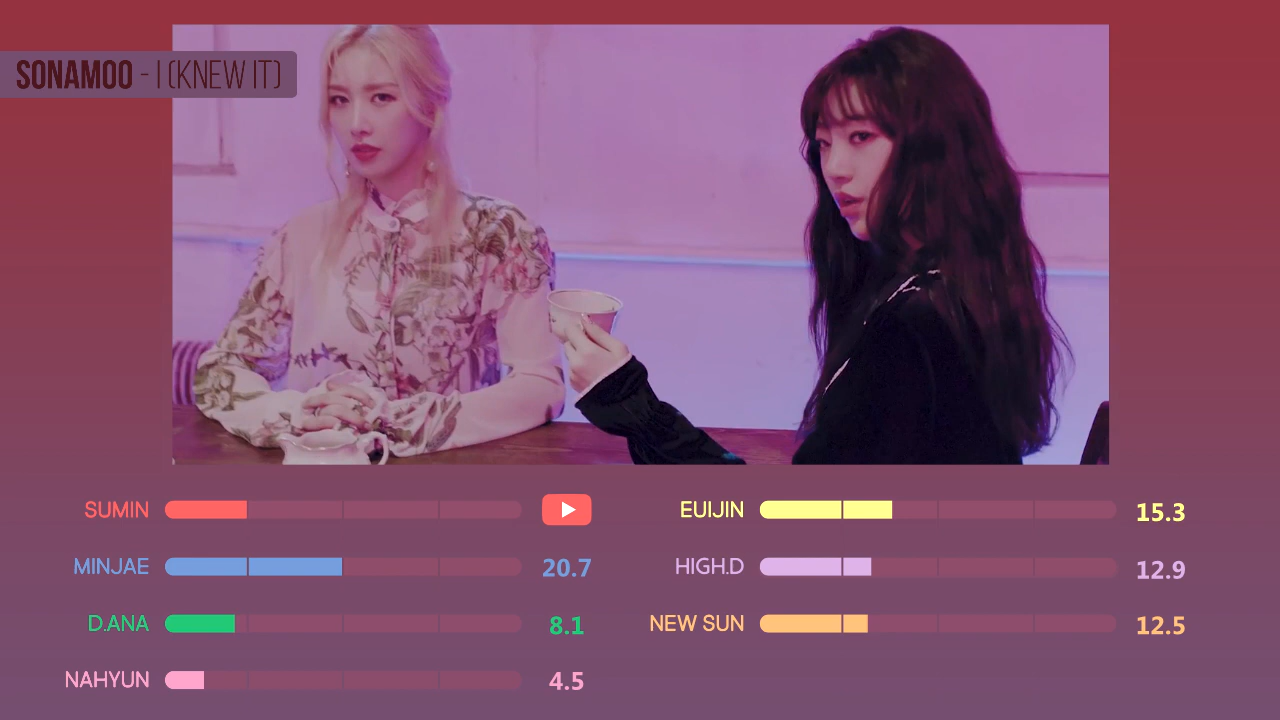 SONAMOO - I (KNEW IT)
SUMIN
MINJAE 20.7
D.ANA 8.1
NAHYUN 4.5
EUIJIN 15.3
HIGH.D 12.9
NEW SUN 12.5